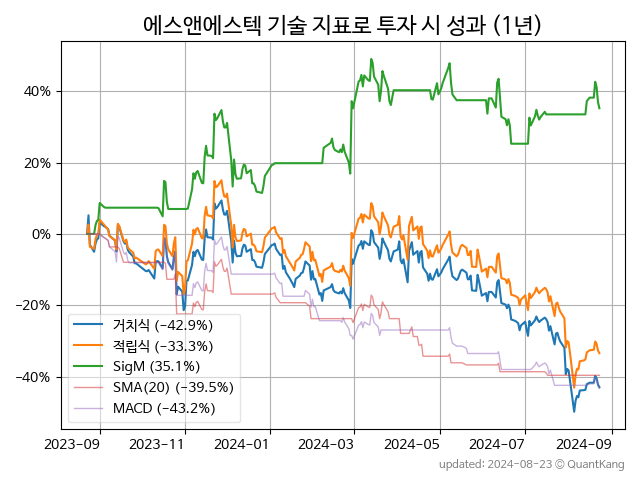 에스앤에스텍 기술 지표로 투자 시 성과 (1년)
40%
20%
0%
−20%
−40%
거치식 (−42.9%)
적립식 (−33.3%)
SigM (35.1%)
SMA(20) (−39.5%)
MACD (−43.2%)
2023-09 2023-11 2024-01 2024-03 2024-05 2024-07 2024-09
updated: 2024-08-23 © QuantKang